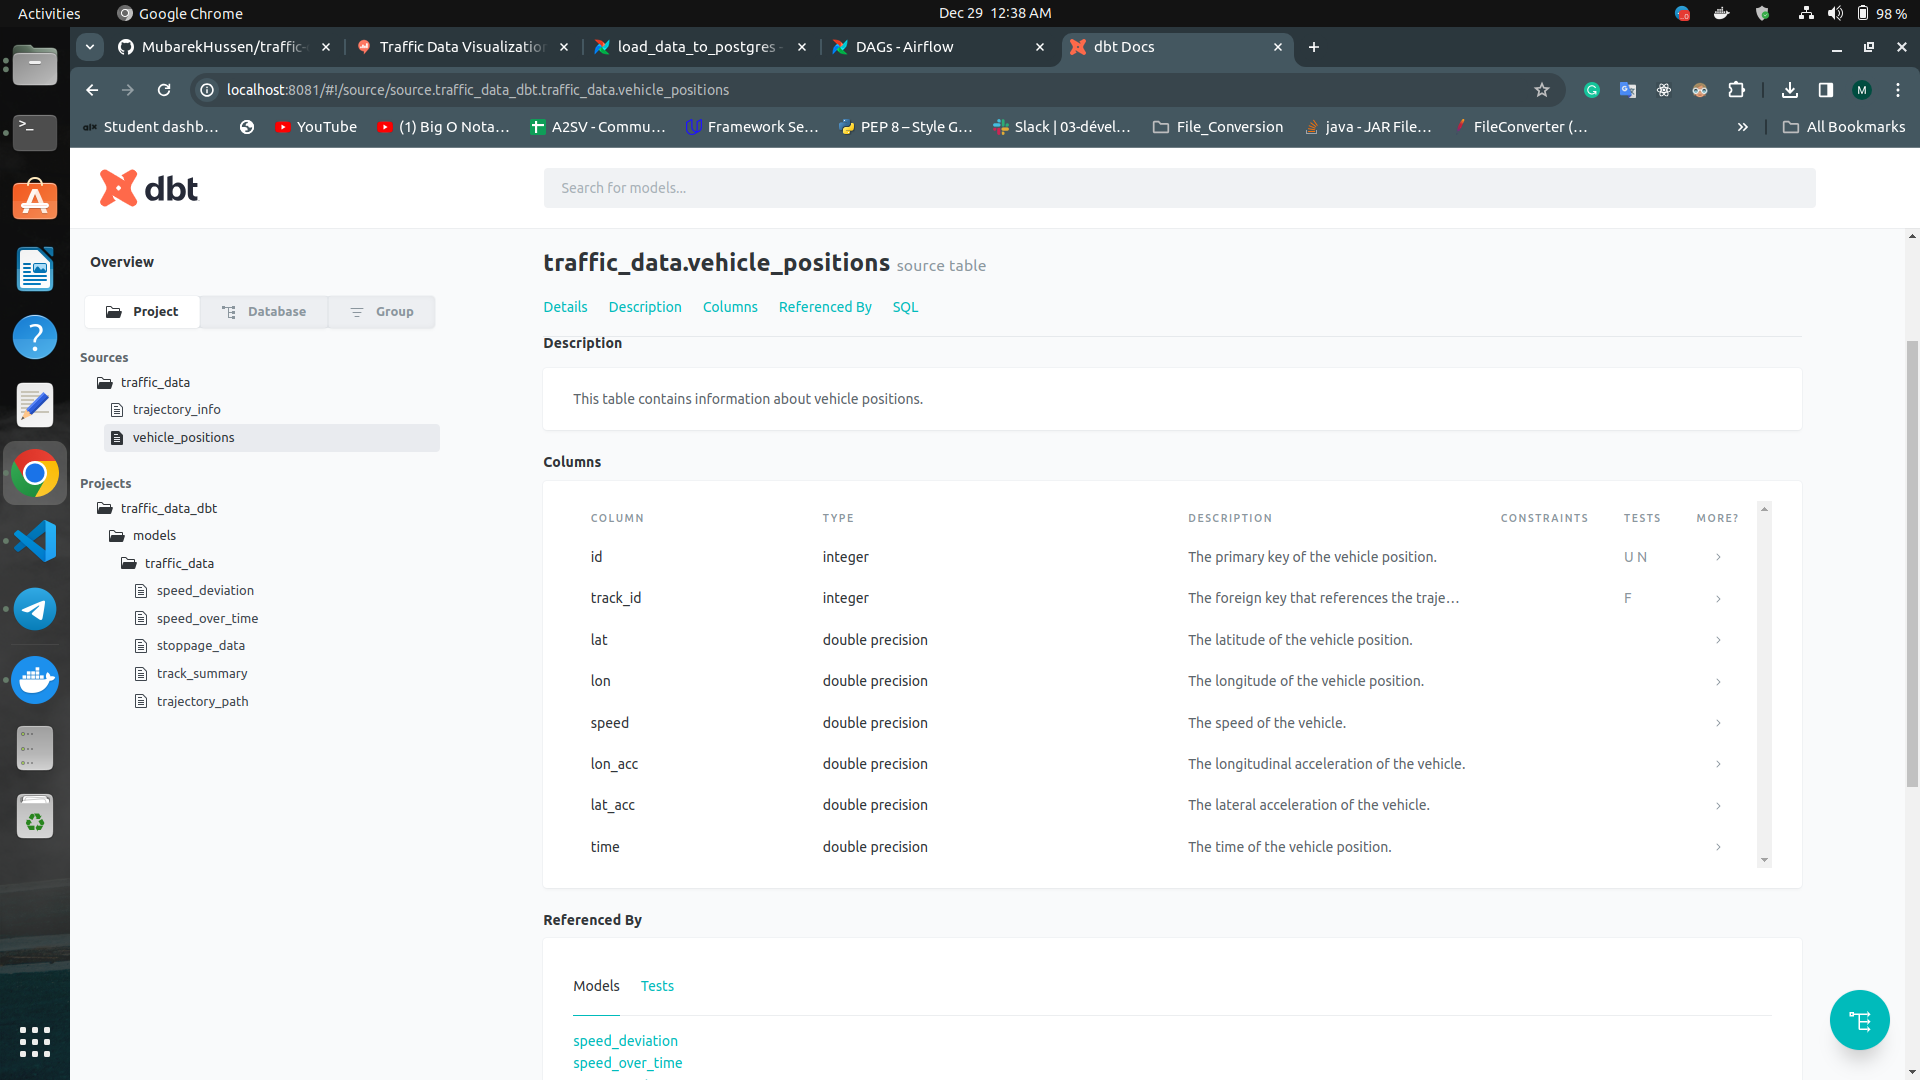 Activities
Google Chrome
Dec 29 12:38 AM
98 %
MubarekHussen/traffic-
Traffic Data Visualization
load_data_to_postgres -
DAGs - Airflow
dbt Docs
localhost:8081/#!/source/source.traffic_data_dbt.traffic_data.vehicle_positions
M
Student dashb...
YouTube
(1) Big O Nota...
A2SV - Commu...
Framework Se...
PEP 8 – Style G...
Slack | 03-dével...
File_Conversion
java - JAR File...
FileConverter (...
»
All Bookmarks
dbt
Search for models...
Overview
Project
Database
Group
Sources
traffic_data
trajectory_info
vehicle_positions
Projects
traffic_data_dbt
models
traffic_data
speed_deviation
speed_over_time
stoppage_data
track_summary
trajectory_path
traffic_data.vehicle_positions source table
Details Description Columns Referenced By SQL
Description
This table contains information about vehicle positions.
Columns
COLUMN TYPE DESCRIPTION CONSTRAINTS TESTS MORE?
id integer The primary key of the vehicle position. U N
track_id integer The foreign key that references the traje... F
lat double precision The latitude of the vehicle position.
lon double precision The longitude of the vehicle position.
speed double precision The speed of the vehicle.
lon_acc double precision The longitudinal acceleration of the vehicle.
lat_acc double precision The lateral acceleration of the vehicle.
time double precision The time of the vehicle position.
Referenced By
Models Tests
speed_deviation
speed_over_time